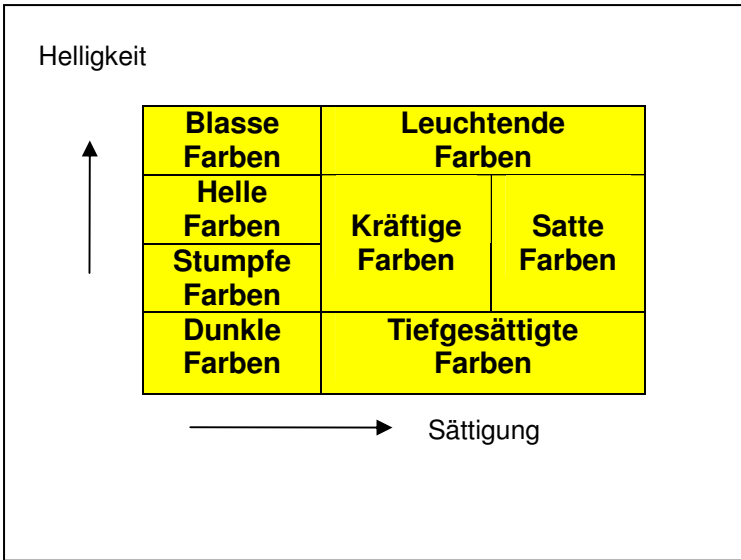 Helligkeit
Blasse
Farben
Leuchtende
Farben
Helle
Farben
Kräftige
Farben
Satte
Farben
Stumpfe
Farben
Dunkle
Farben
Tiefgesättigte
Farben
Sättigung